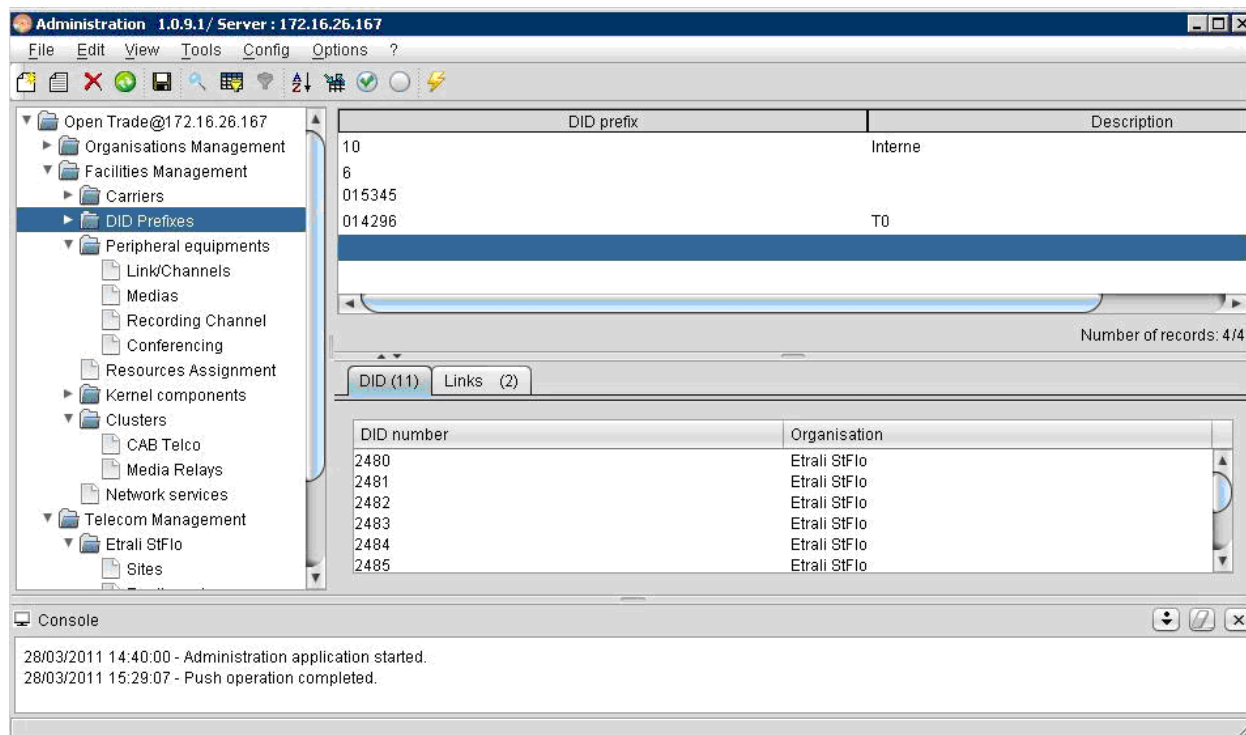 Administration 1.0.9.1/ Server : 172.16.26.167
File Edit View Tools Config Options ?
Open Trade@172.16.26.167
Organisations Management
Facilities Management
Carriers
DID Prefixes
Peripheral equipments
Link/Channels
Medias
Recording Channel
Conferencing
Resources Assignment
Kernel components
Clusters
CAB Telco
Media Relays
Network services
Telecom Management
Etrali StFlo
Sites
DID prefix Description
10 Interne
6
015345
014296 T0
Number of records: 4/4
DID (11) Links (2)
DID number Organisation
2480 Etrali StFlo
2481 Etrali StFlo
2482 Etrali StFlo
2483 Etrali StFlo
2484 Etrali StFlo
2485 Etrali StFlo
Console
28/03/2011 14:40:00 - Administration application started.
28/03/2011 15:29:07 - Push operation completed.